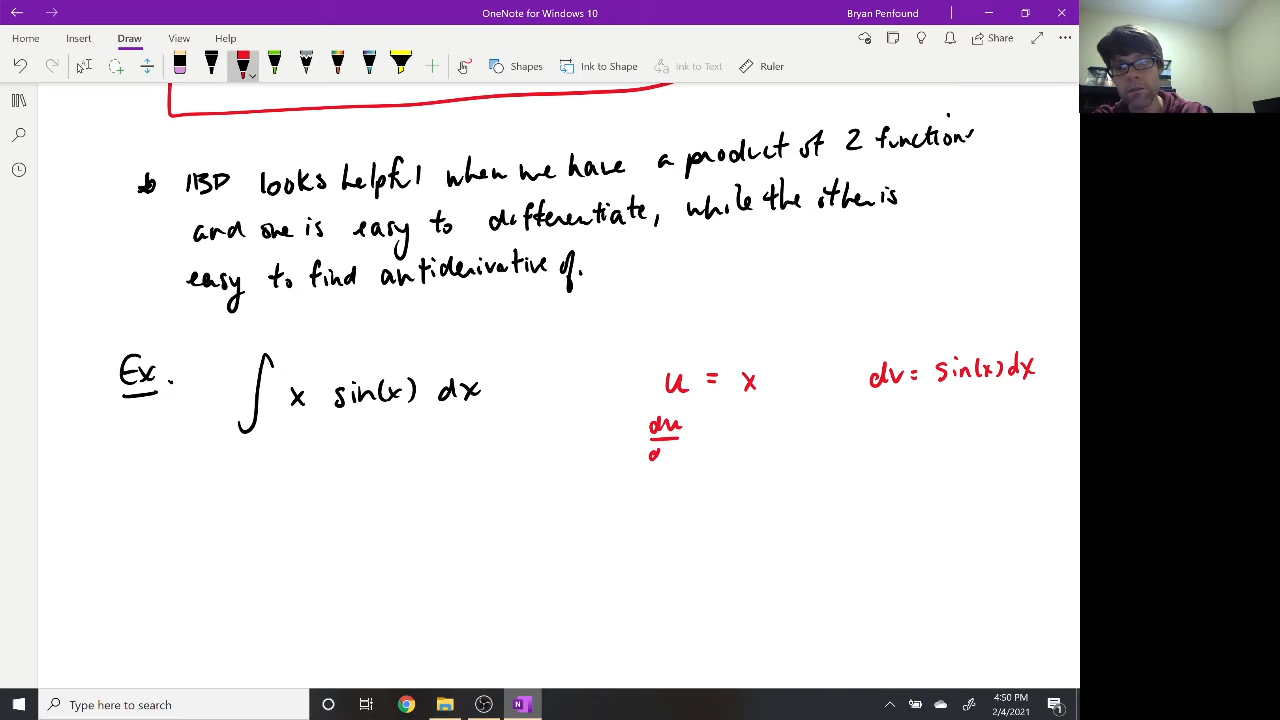 OneNote for Windows 10
Bryan Penfound
Home Insert Draw View Help
Share
Shapes Ink to Shape Ink to Text Ruler
IBP looks helpful when we have a product of 2 functions
and one is easy to differentiate, while the other is
easy to find antiderivative of.
Ex. ∫ x sin(x) dx u = x dv = sin(x)dx
du
d
Type here to search
4:50 PM
2/4/2021
1